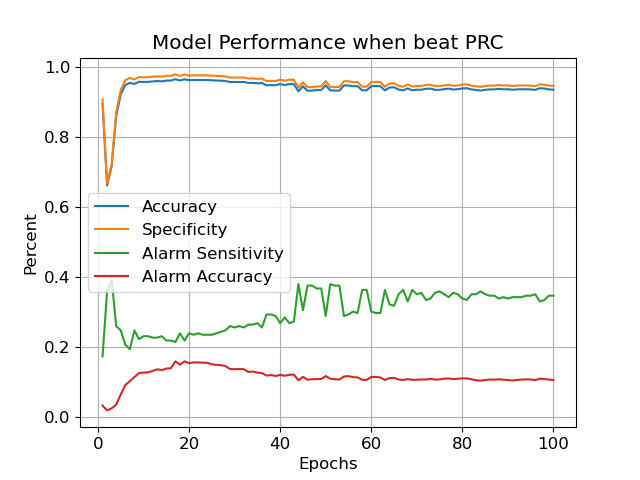 Model Performance when beat PRC
1.0
0.8
0.6
0.4
0.2
0.0
Percent
Accuracy
Specificity
Alarm Sensitivity
Alarm Accuracy
0 20 40 60 80 100
Epochs